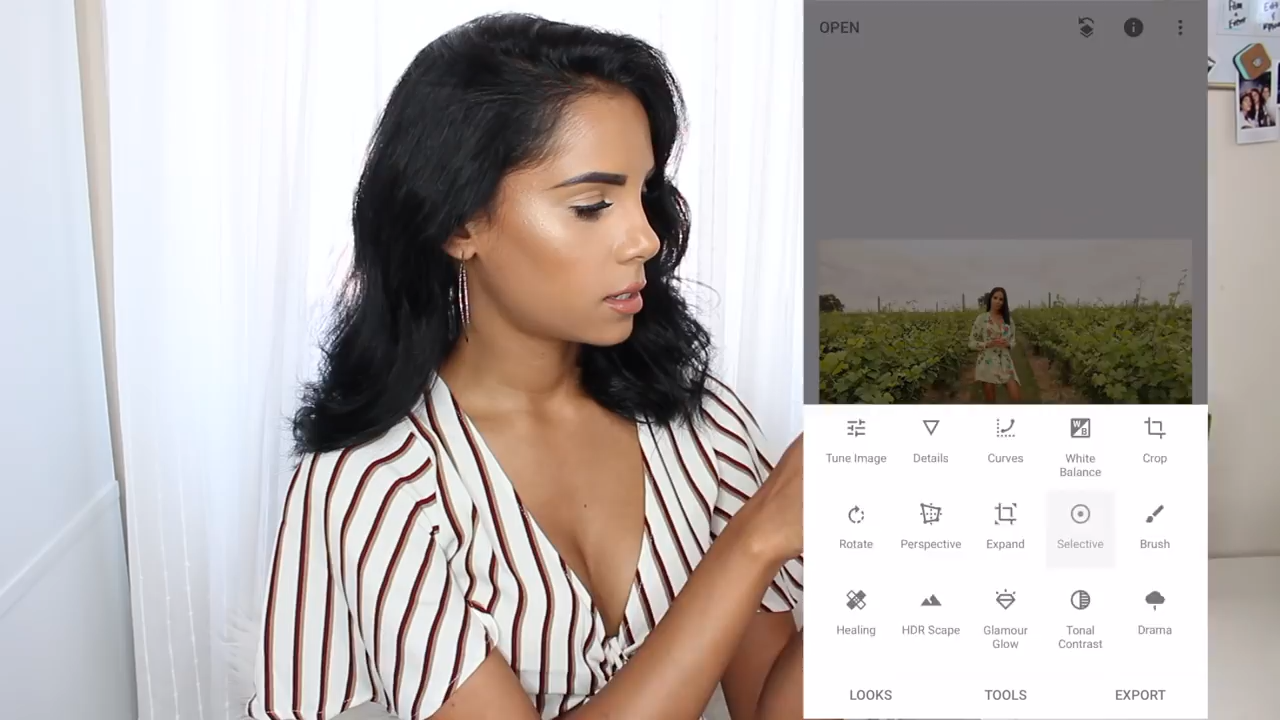 OPEN
Tune Image
Details
Curves
White
Balance
Crop
Rotate
Perspective
Expand
Selective
Brush
Healing
HDR Scape
Glamour
Glow
Tonal
Contrast
Drama
LOOKS
TOOLS
EXPORT